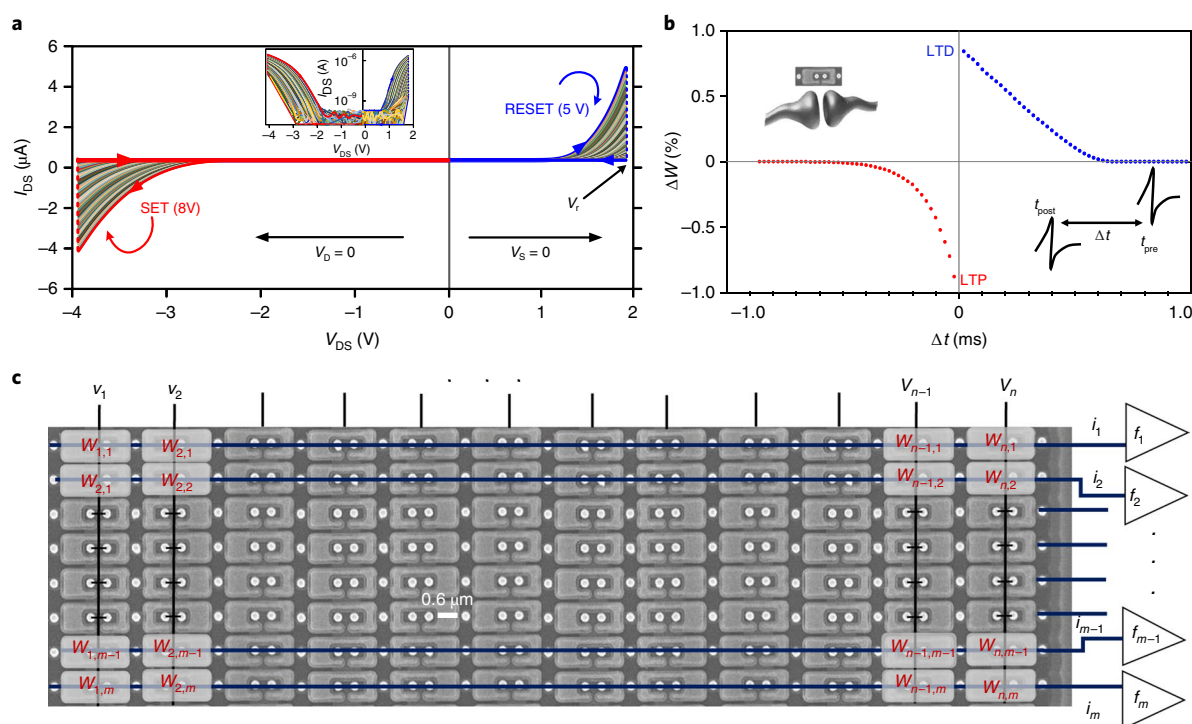 a
6
4
2
0
−2
−4
−6
I_DS (μA)
−4
−3
−2
−1
0
1
2
V_DS (V)
10⁻⁶
10⁻⁹
I_DS (A)
−4 −3 −2 −1 0 1 2
V_DS (V)
RESET (5 V)
SET (8V)
V_r
V_D = 0
V_S = 0
b
1.0
0.5
0
−0.5
−1.0
ΔW (%)
LTD
LTP
t_post
Δt
t_pre
−1.0
0
1.0
Δt (ms)
c
v_1
v_2
. . .
V_n−1
V_n
W_1,1
W_2,1
W_n−1,1
W_n,1
i_1
f_1
W_2,1
W_2,2
W_n−1,2
W_n,2
i_2
f_2
0.6 μm
W_1,m−1
W_2,m−1
W_n−1,m−1
W_n,m−1
i_m−1
f_m−1
W_1,m
W_2,m
W_n−1,m
W_n,m
i_m
f_m